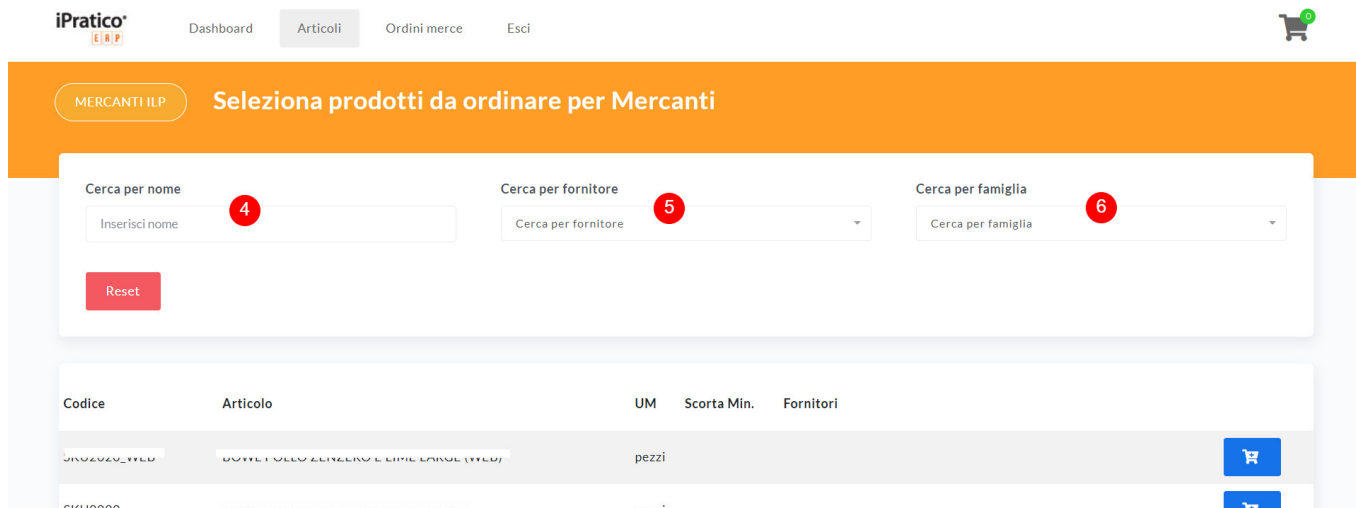 iPratico®
ERP
Dashboard
Articoli
Ordini merce
Esci
0
MERCANTI ILP
Seleziona prodotti da ordinare per Mercanti
Cerca per nome
Cerca per fornitore
Cerca per famiglia
4
5
6
Inserisci nome
Cerca per fornitore
Cerca per famiglia
Reset
Codice Articolo UM Scorta Min. Fornitori
pezzi